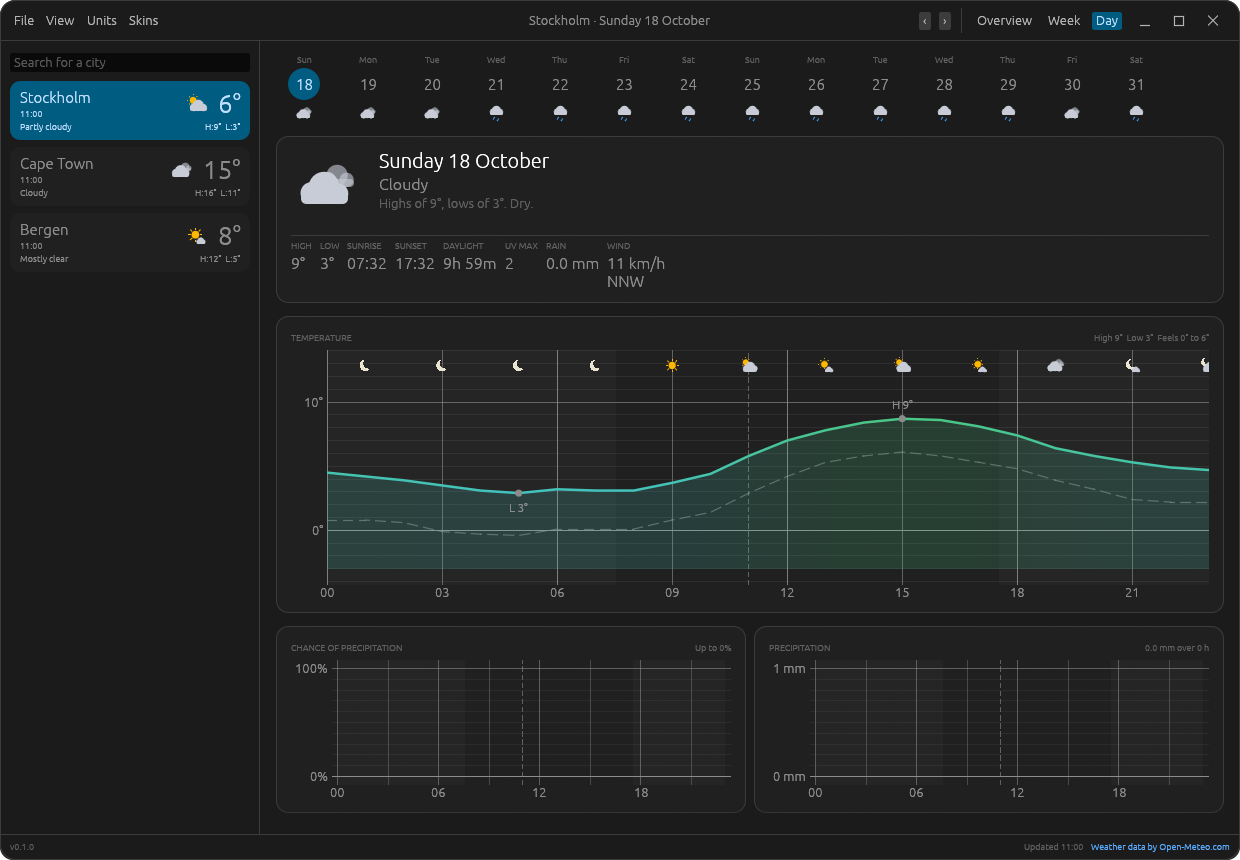 File View Units Skins
Stockholm · Sunday 18 October
‹ › Overview Week Day
Search for a city
Stockholm 6°
11:00
Partly cloudy H:9° L:3°
Cape Town 15°
11:00
Cloudy H:16° L:11°
Bergen 8°
11:00
Mostly clear H:12° L:5°
Sun Mon Tue Wed Thu Fri Sat Sun Mon Tue Wed Thu Fri Sat
18 19 20 21 22 23 24 25 26 27 28 29 30 31
Sunday 18 October
Cloudy
Highs of 9°, lows of 3°. Dry.
HIGH LOW SUNRISE SUNSET DAYLIGHT UV MAX RAIN WIND
9° 3° 07:32 17:32 9h 59m 2 0.0 mm 11 km/h
NNW
TEMPERATURE High 9° Low 3° Feels 0° to 6°
10°
H 9°
L 3°
0°
00 03 06 09 12 15 18 21
CHANCE OF PRECIPITATION Up to 0%
100%
0%
00 06 12 18
PRECIPITATION 0.0 mm over 0 h
1 mm
0 mm
00 06 12 18
v0.1.0 Updated 11:00 Weather data by Open-Meteo.com